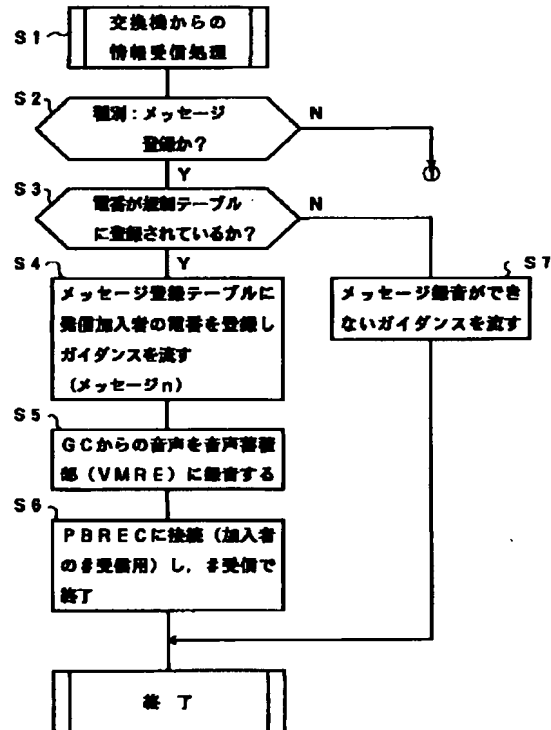 S1
交換機からの
情報受信処理
S2
種別：メッセージ
登録か？
N
Y
①
S3
電番が規制テーブル
に登録されているか？
N
Y
S4
メッセージ登録テーブルに
発信加入者の電番を登録し
ガイダンスを流す
（メッセージn）
S7
メッセージ録音ができ
ないガイダンスを流す
S5
GCからの音声を音声蓄積
部（VMRE）に録音する
S6
PBRECに接続（加入者
の#受信用）し，#受信で
終了
終 了